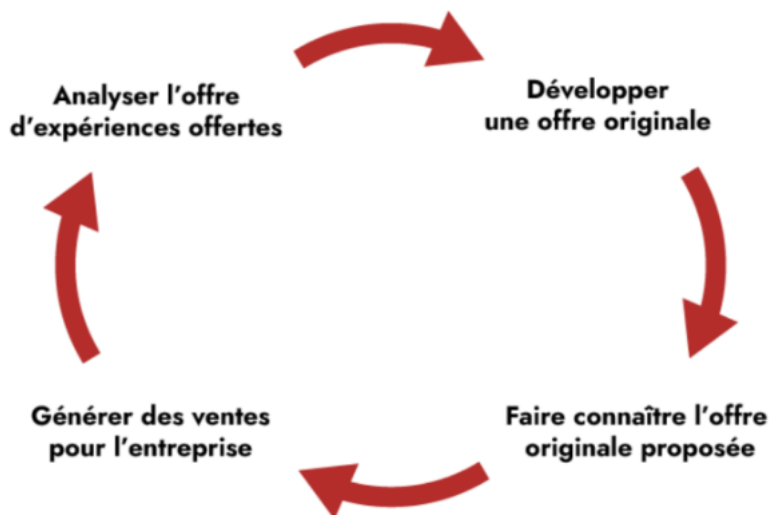 Analyser l'offre
d'expériences offertes
Développer
une offre originale
Faire connaître l'offre
originale proposée
Générer des ventes
pour l'entreprise